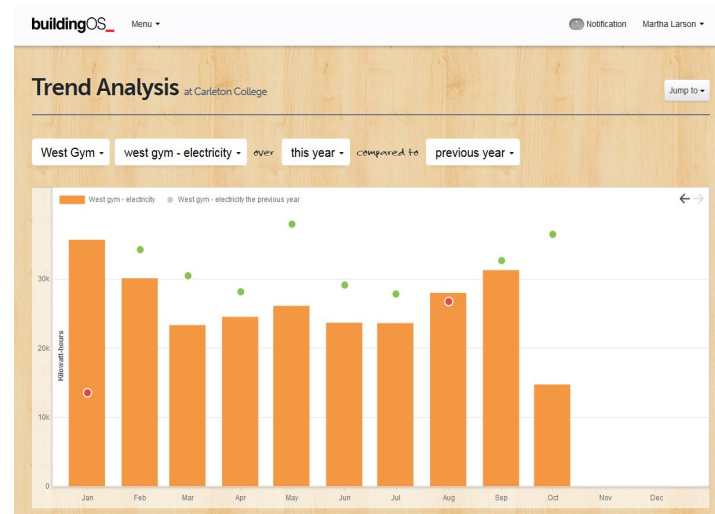 buildingOS_ Menu Notification Martha Larson
Trend Analysis at Carleton College Jump to
West Gym west gym - electricity over this year compared to previous year
West gym - electricity West gym - electricity the previous year
30k
20k
10k
0
Kilowatt-hours
Jan Feb Mar Apr May Jun Jul Aug Sep Oct Nov Dec